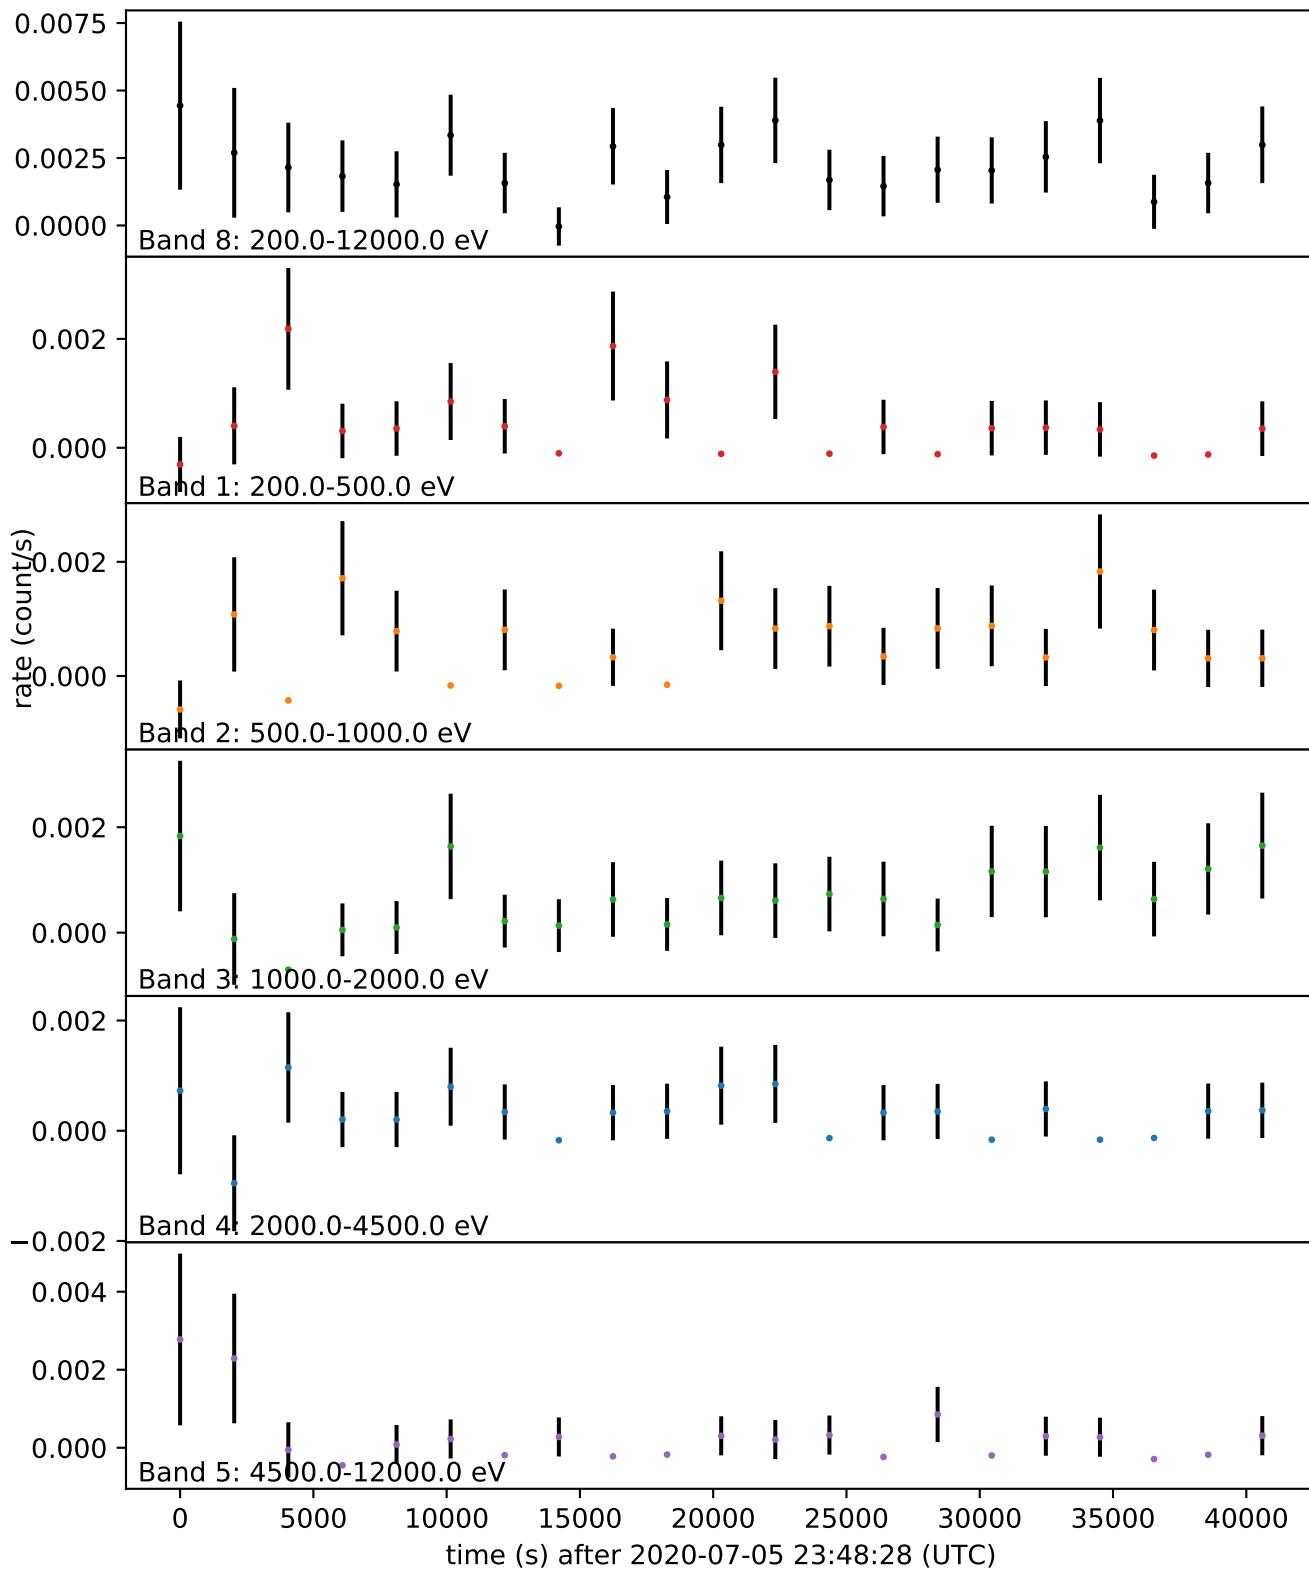 0.0075
0.0050
0.0025
0.0000
Band 8: 200.0-12000.0 eV
0.002
0.000
Band 1: 200.0-500.0 eV
rate (count/s)
0.002
0.000
Band 2: 500.0-1000.0 eV
0.002
0.000
Band 3: 1000.0-2000.0 eV
0.002
0.000
−0.002
Band 4: 2000.0-4500.0 eV
0.004
0.002
0.000
Band 5: 4500.0-12000.0 eV
0 5000 10000 15000 20000 25000 30000 35000 40000
time (s) after 2020-07-05 23:48:28 (UTC)